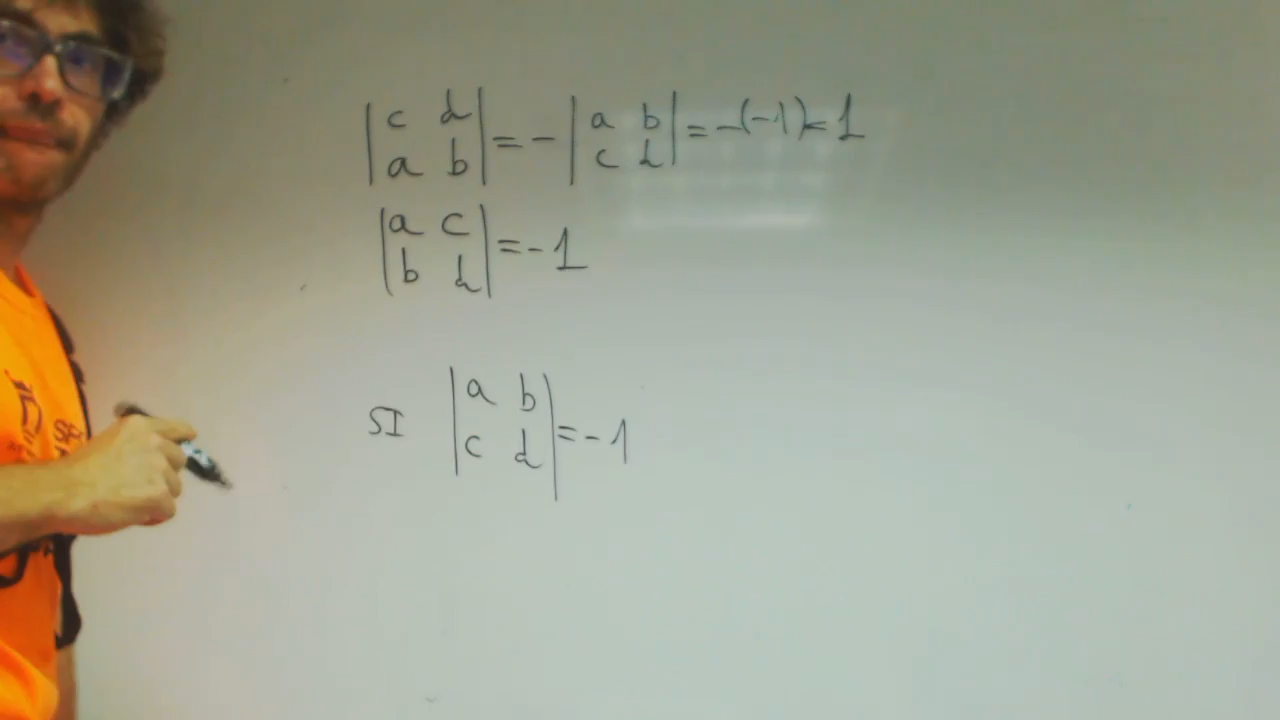 |c d| = -|a b| = -(-1) = 1
|a b| |c d|
|a c| = -1
|b d|
SI |a b| = -1
|c d|